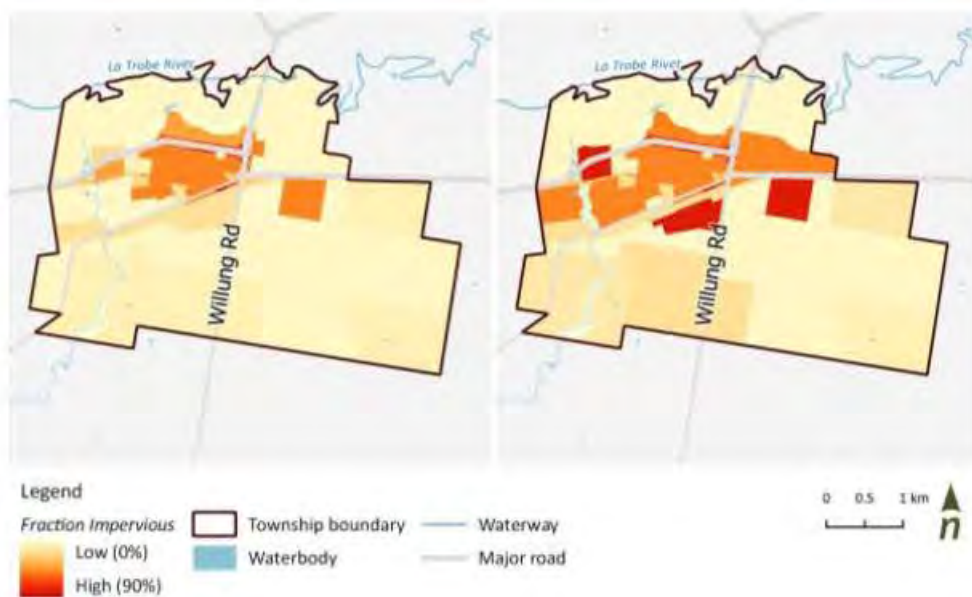 La Trobe River
La Trobe River
Willung Rd
Willung Rd
Legend
Fraction Impervious
Low (0%)
High (90%)
Township boundary
Waterbody
Waterway
Major road
0 0.5 1 km
n